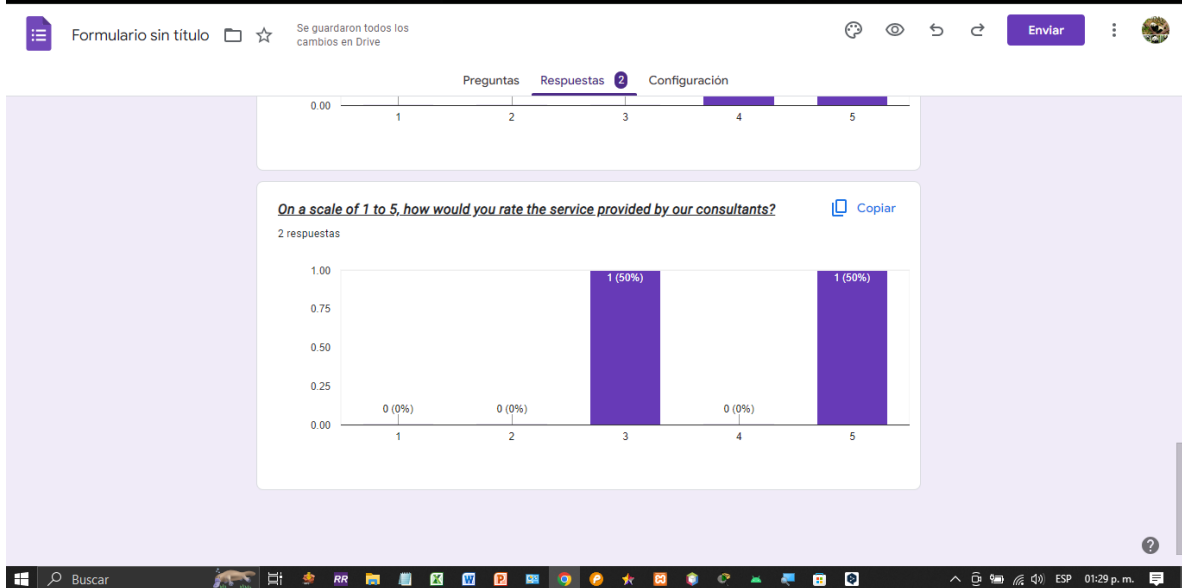 Formulario sin título
Se guardaron todos los
cambios en Drive
Enviar
Preguntas Respuestas 2 Configuración
0.00
1 2 3 4 5
On a scale of 1 to 5, how would you rate the service provided by our consultants?
Copiar
2 respuestas
1.00
1 (50%) 1 (50%)
0.75
0.50
0.25
0 (0%) 0 (0%) 0 (0%)
0.00
1 2 3 4 5
Buscar
RR
X
W
P
ESP 01:29 p. m.